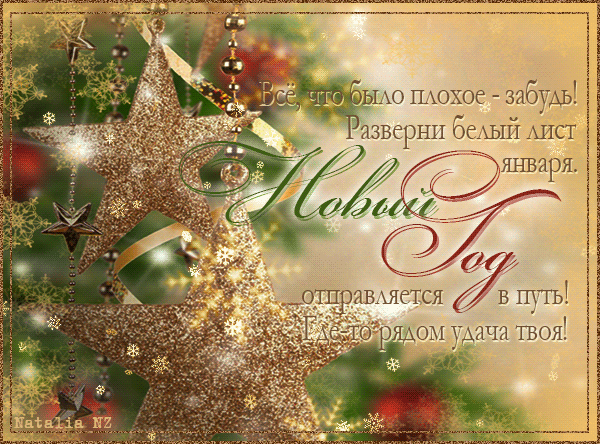 Всё, что было плохое - забудь!
Разверни белый лист
января.
Новый Год
отправляется в путь!
Где-то рядом удача твоя!
Natalia NZ